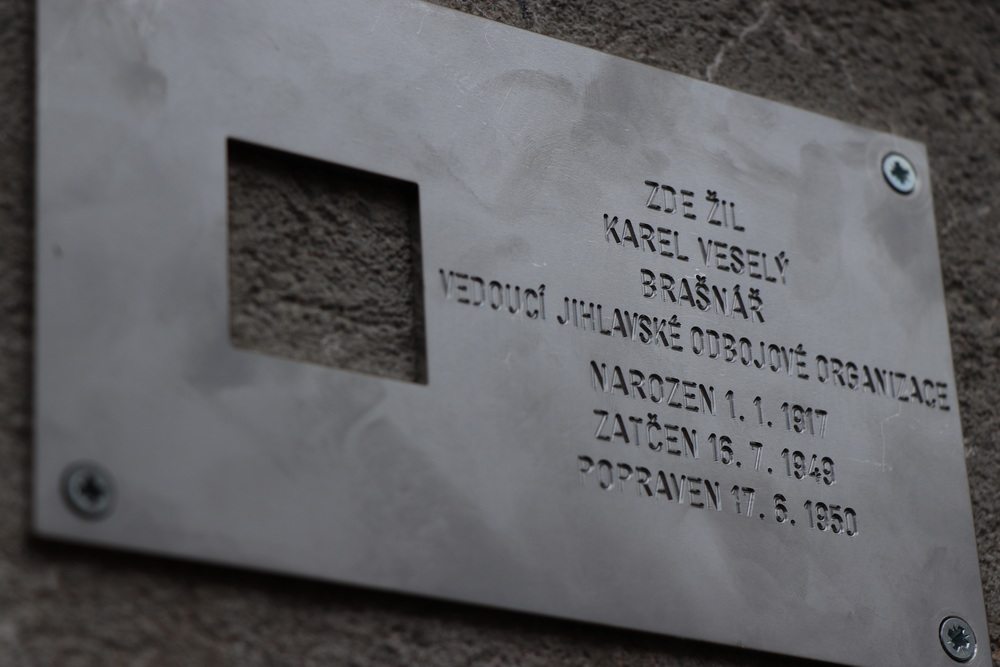 ZDE ŽIL
KAREL VESELÝ
BRAŠNÁŘ
VEDOUCÍ JIHLAVSKÉ ODBOJOVÉ ORGANIZACE
NAROZEN 1. 1. 1917
ZATČEN 16. 7. 1949
POPRAVEN 17. 6. 1950